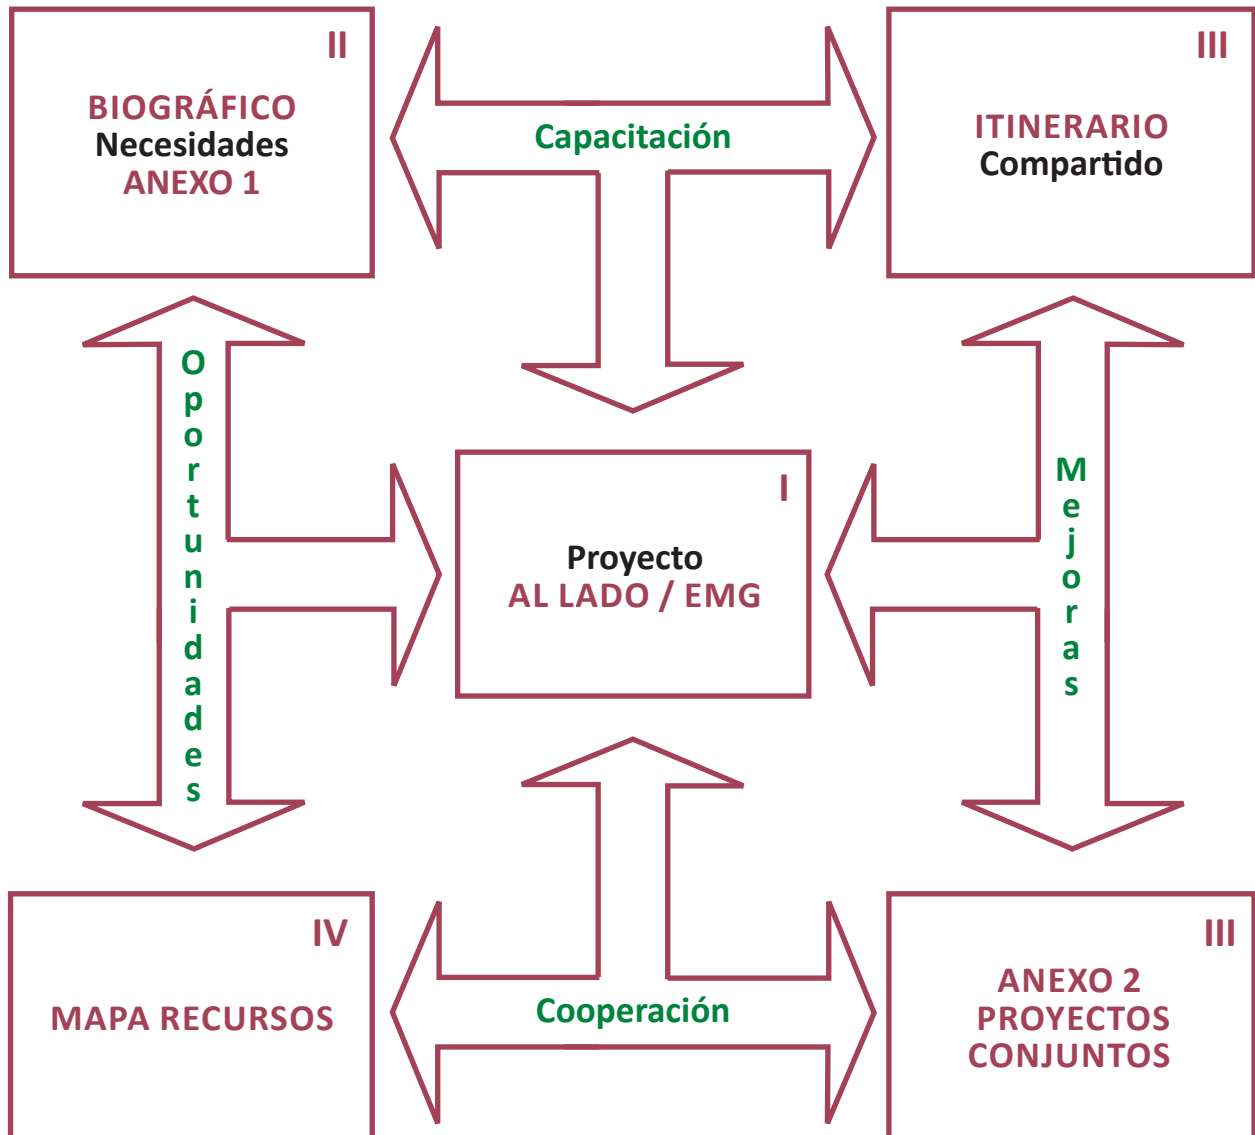 II
BIOGRÁFICO
Necesidades
ANEXO 1
Capacitación
III
ITINERARIO
Compartido
Oportunidades
I
Proyecto
AL LADO / EMG
Mejoras
IV
MAPA RECURSOS
Cooperación
III
ANEXO 2
PROYECTOS
CONJUNTOS